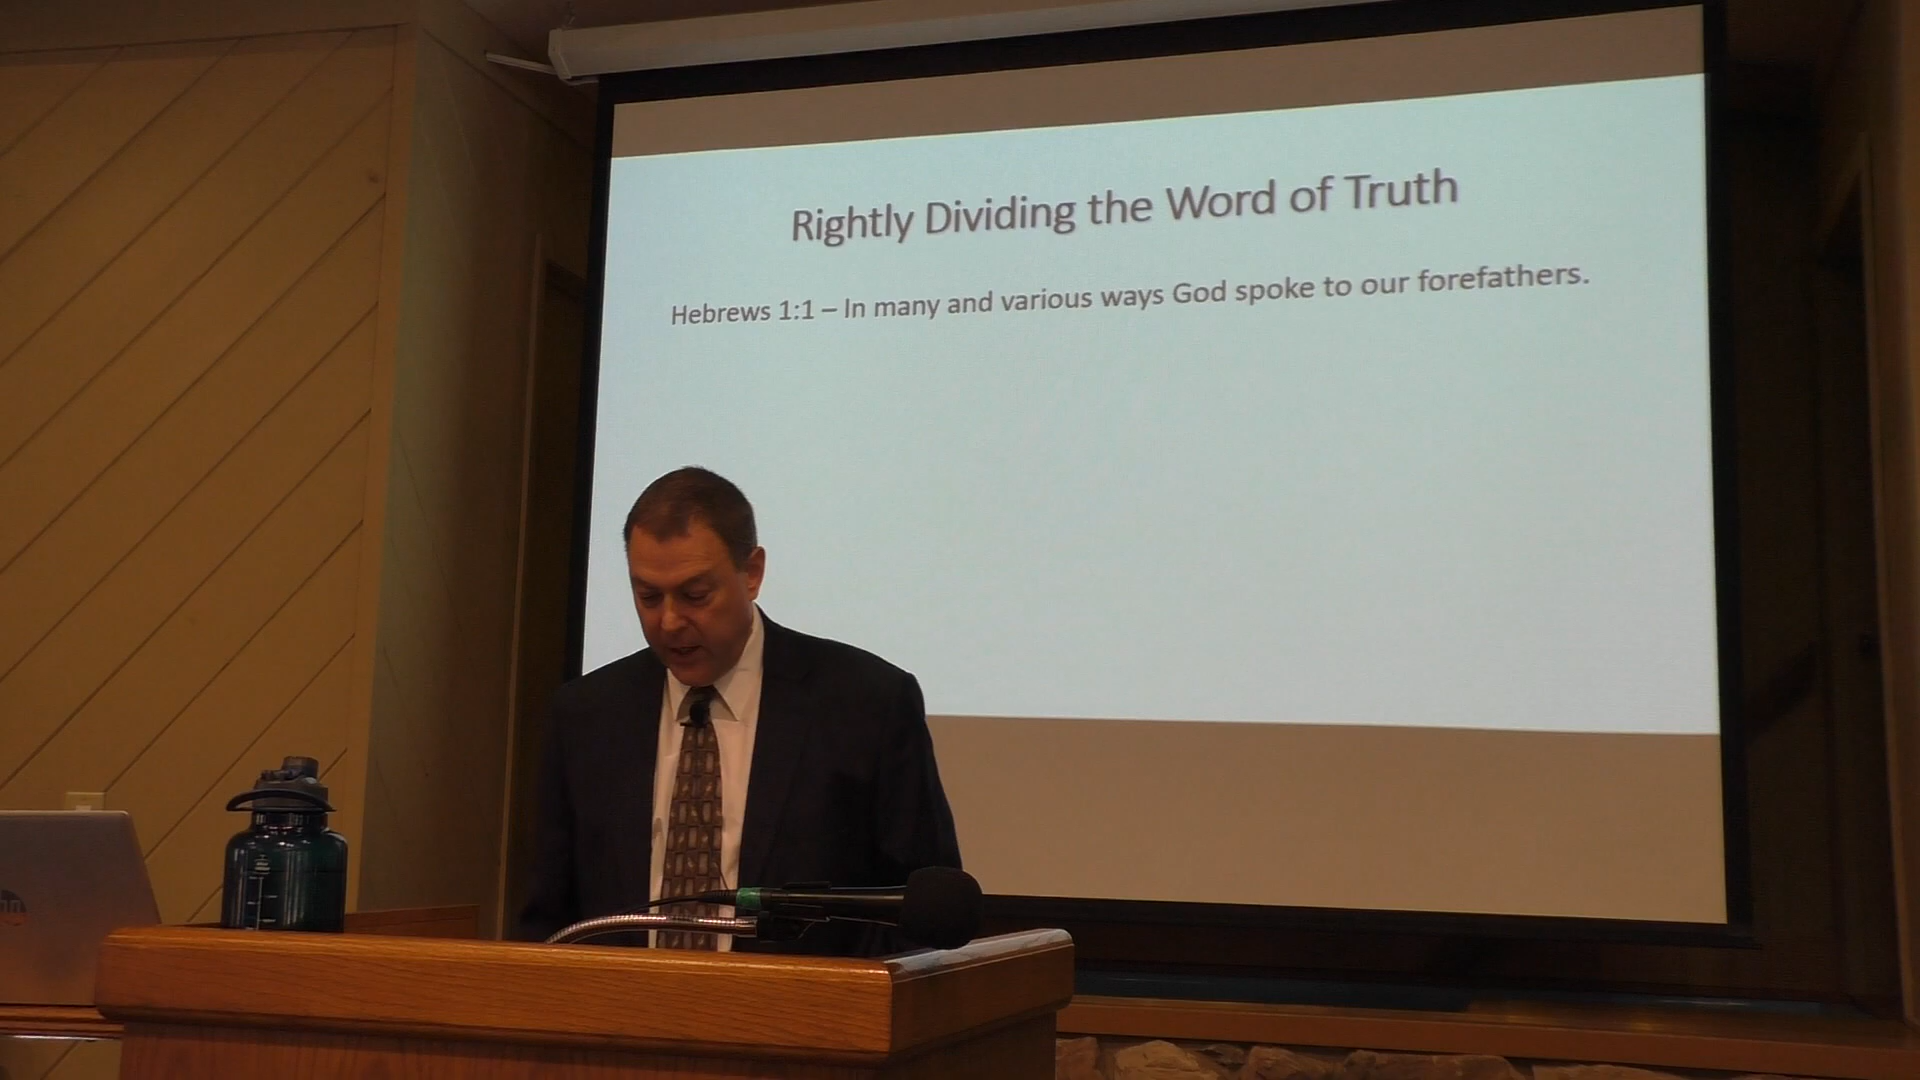 Rightly Dividing the Word of Truth
Hebrews 1:1 – In many and various ways God spoke to our forefathers.